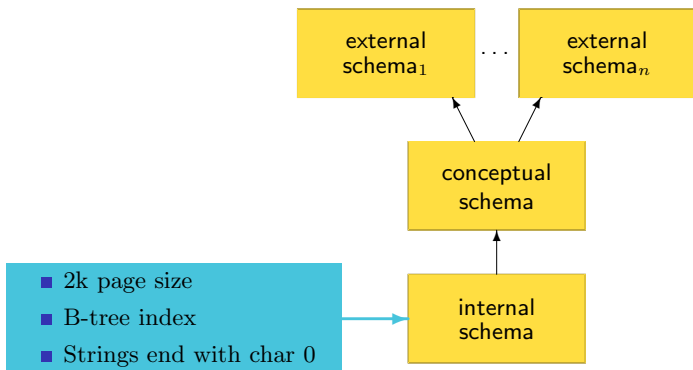 external
schema₁
...
external
schemaₙ
conceptual
schema
2k page size
B-tree index
Strings end with char 0
internal
schema